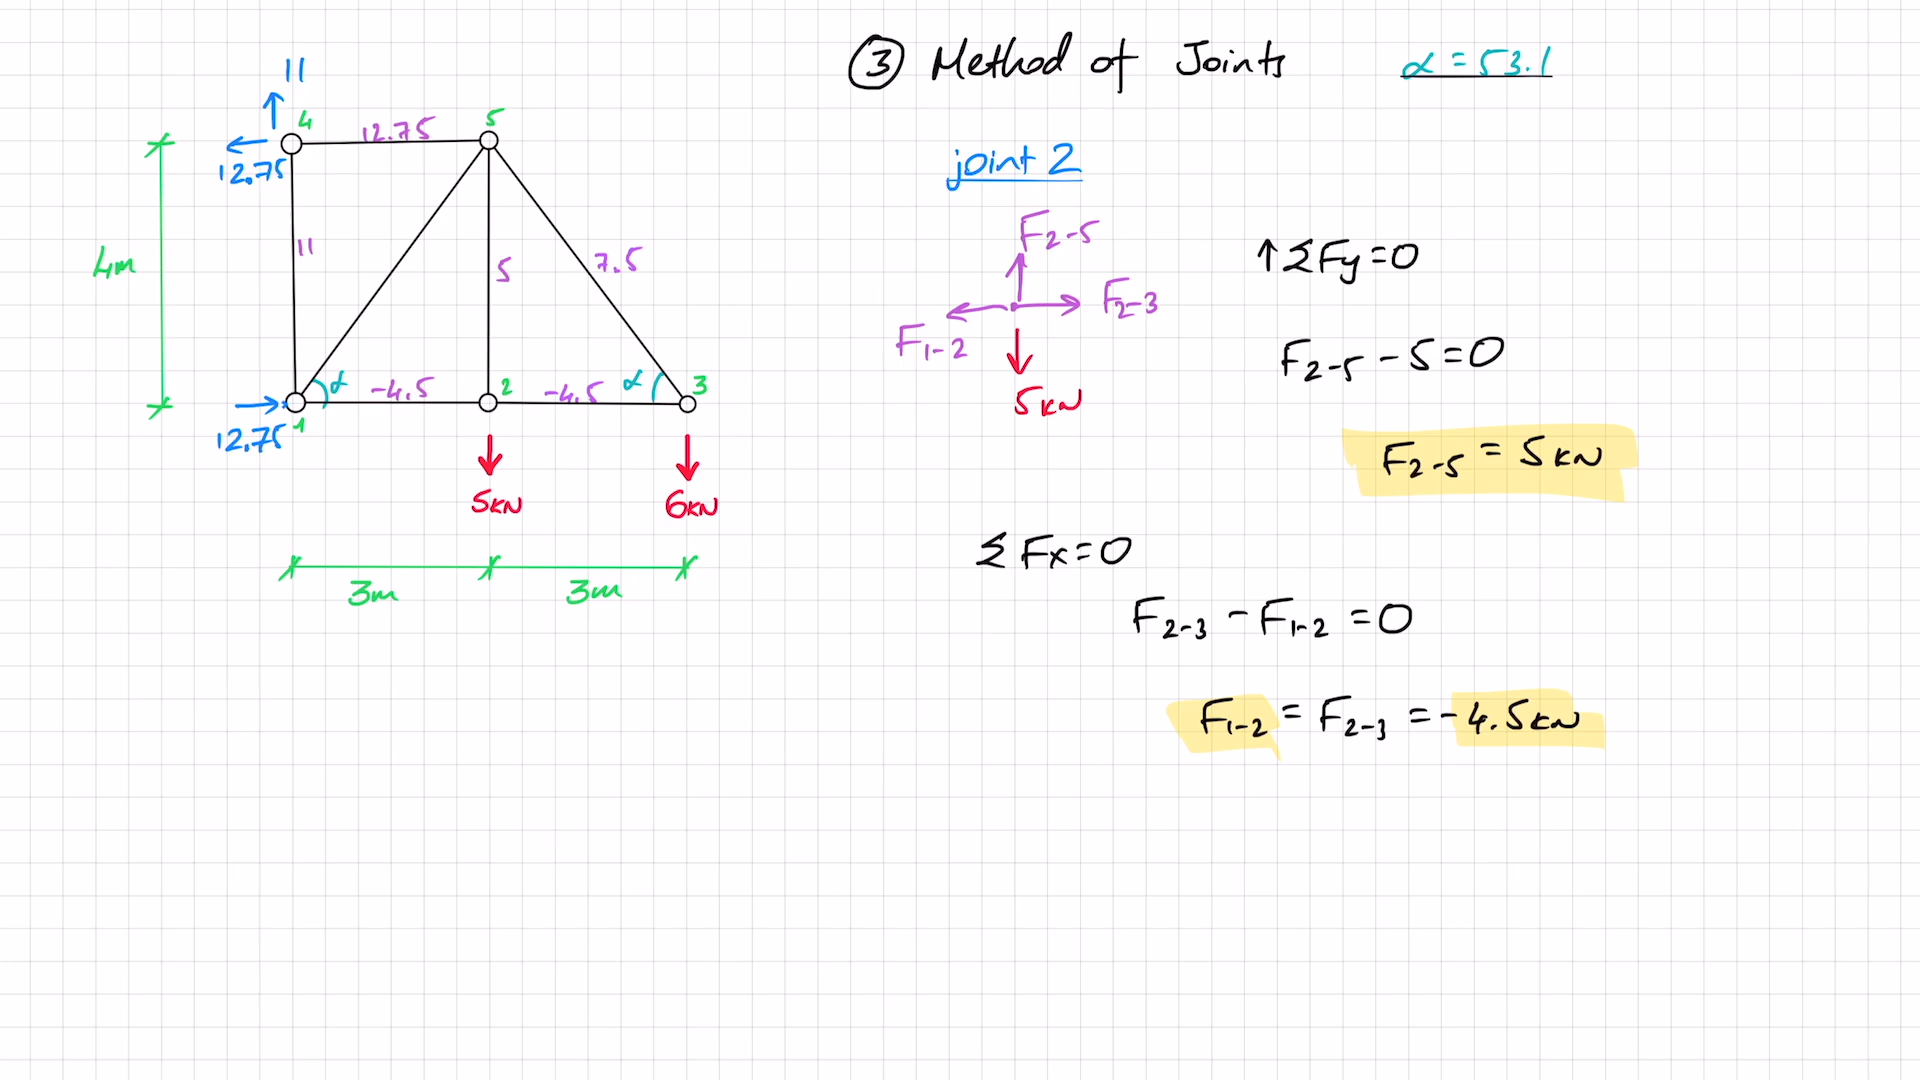 ③ Method of Joints
α = 53.1
11
4
12.75
5
12.75
joint 2
F2-5
11
5
7.5
↑ΣFy=0
4m
F2-3
F1-2
F2-5 - 5 = 0
α
-4.5
2
-4.5
α
3
5kN
12.75
1
F2-5 = 5kN
5kN
6kN
ΣFx=0
3m
3m
F2-3 - F1-2 = 0
F1-2 = F2-3 = -4.5kN